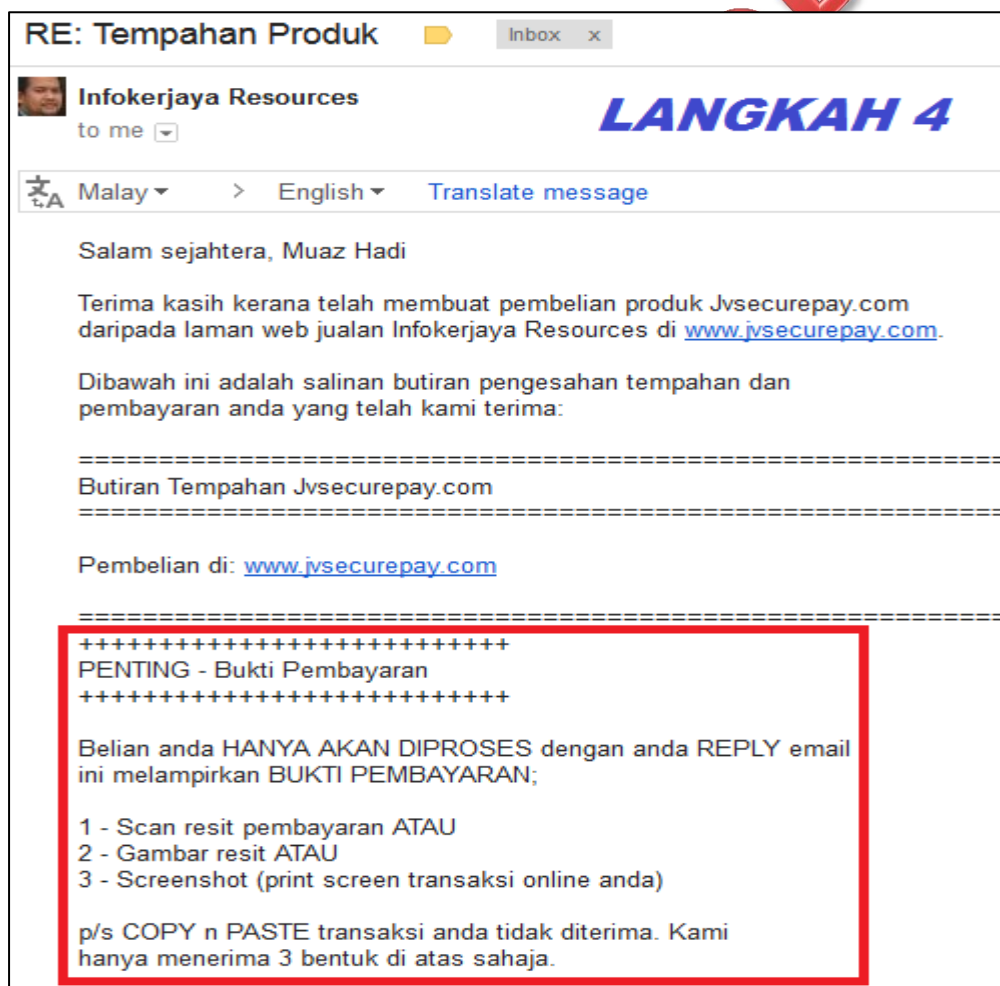 RE: Tempahan Produk
Inbox x
Infokerjaya Resources
LANGKAH 4
to me
Malay > English Translate message
Salam sejahtera, Muaz Hadi
Terima kasih kerana telah membuat pembelian produk Jvsecurepay.com
daripada laman web jualan Infokerjaya Resources di www.jvsecurepay.com.
Dibawah ini adalah salinan butiran pengesahan tempahan dan
pembayaran anda yang telah kami terima:
==========================================================
Butiran Tempahan Jvsecurepay.com
==========================================================
Pembelian di: www.jvsecurepay.com
==========================================================
+++++++++++++++++++++++++++
PENTING - Bukti Pembayaran
+++++++++++++++++++++++++++
Belian anda HANYA AKAN DIPROSES dengan anda REPLY email
ini melampirkan BUKTI PEMBAYARAN;
1 - Scan resit pembayaran ATAU
2 - Gambar resit ATAU
3 - Screenshot (print screen transaksi online anda)
p/s COPY n PASTE transaksi anda tidak diterima. Kami
hanya menerima 3 bentuk di atas sahaja.